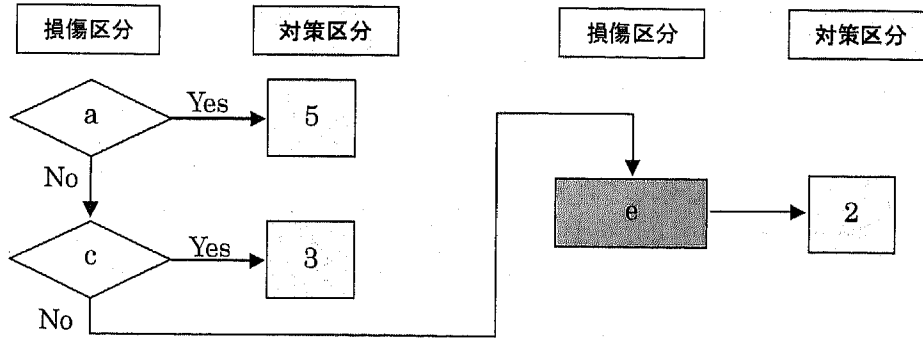 損傷区分 対策区分 損傷区分 対策区分
a Yes 5
No
e 2
c Yes 3
No